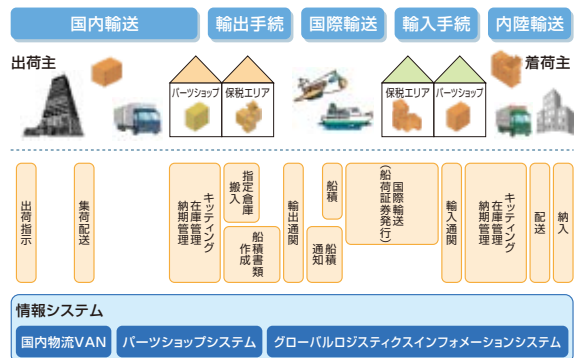 国内輸送
輸出手続
国際輸送
輸入手続
内陸輸送
出荷主
着荷主
パーツショップ
保税エリア
保税エリア
パーツショップ
出荷指示
集荷配送
キッティング
在庫管理
納期管理
指定倉庫
搬入
船積書類
作成
輸出通関
船積
船積
通知
国際輸送
(船荷証券発行)
輸入通関
キッティング
在庫管理
納期管理
配送
納入
情報システム
国内物流VAN
パーツショップシステム
グローバルロジスティクスインフォメーションシステム